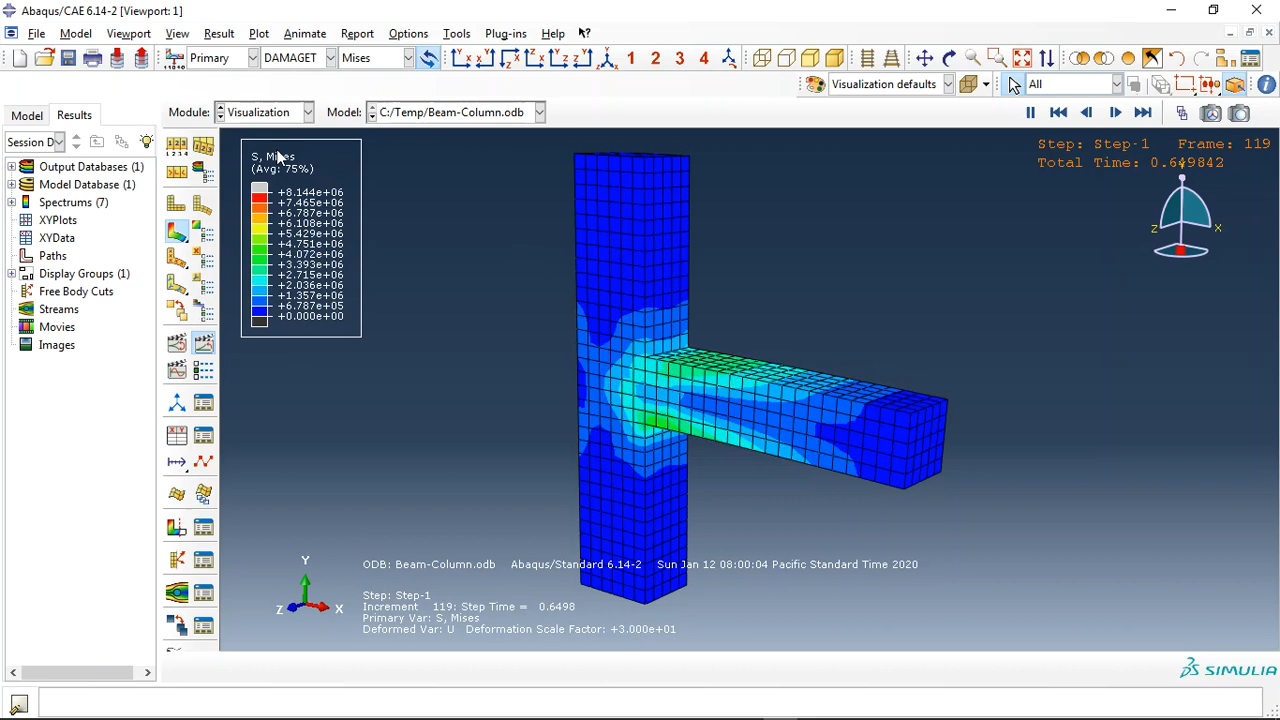 Abaqus/CAE 6.14-2 [Viewport: 1]
File Model Viewport View Result Plot Animate Report Options Tools Plug-ins Help
Primary DAMAGET Mises 1 2 3 4
Visualization defaults All
Model Results Module: Visualization Model: C:/Temp/Beam-Column.odb
Session D
Output Databases (1)
Model Database (1)
Spectrums (7)
XYPlots
XYData
Paths
Display Groups (1)
Free Body Cuts
Streams
Movies
Images
S, Mises
(Avg: 75%)
+8.144e+06
+7.465e+06
+6.787e+06
+6.108e+06
+5.429e+06
+4.751e+06
+4.072e+06
+3.393e+06
+2.715e+06
+2.036e+06
+1.357e+06
+6.787e+05
+0.000e+00
Step: Step-1 Frame: 119
Total Time: 0.649842
Y
Z X
Y
Z X
ODB: Beam-Column.odb Abaqus/Standard 6.14-2 Sun Jan 12 08:00:04 Pacific Standard Time 2020
Step: Step-1
Increment 119: Step Time = 0.6498
Primary Var: S, Mises
Deformed Var: U Deformation Scale Factor: +3.000e+01
SIMULIA